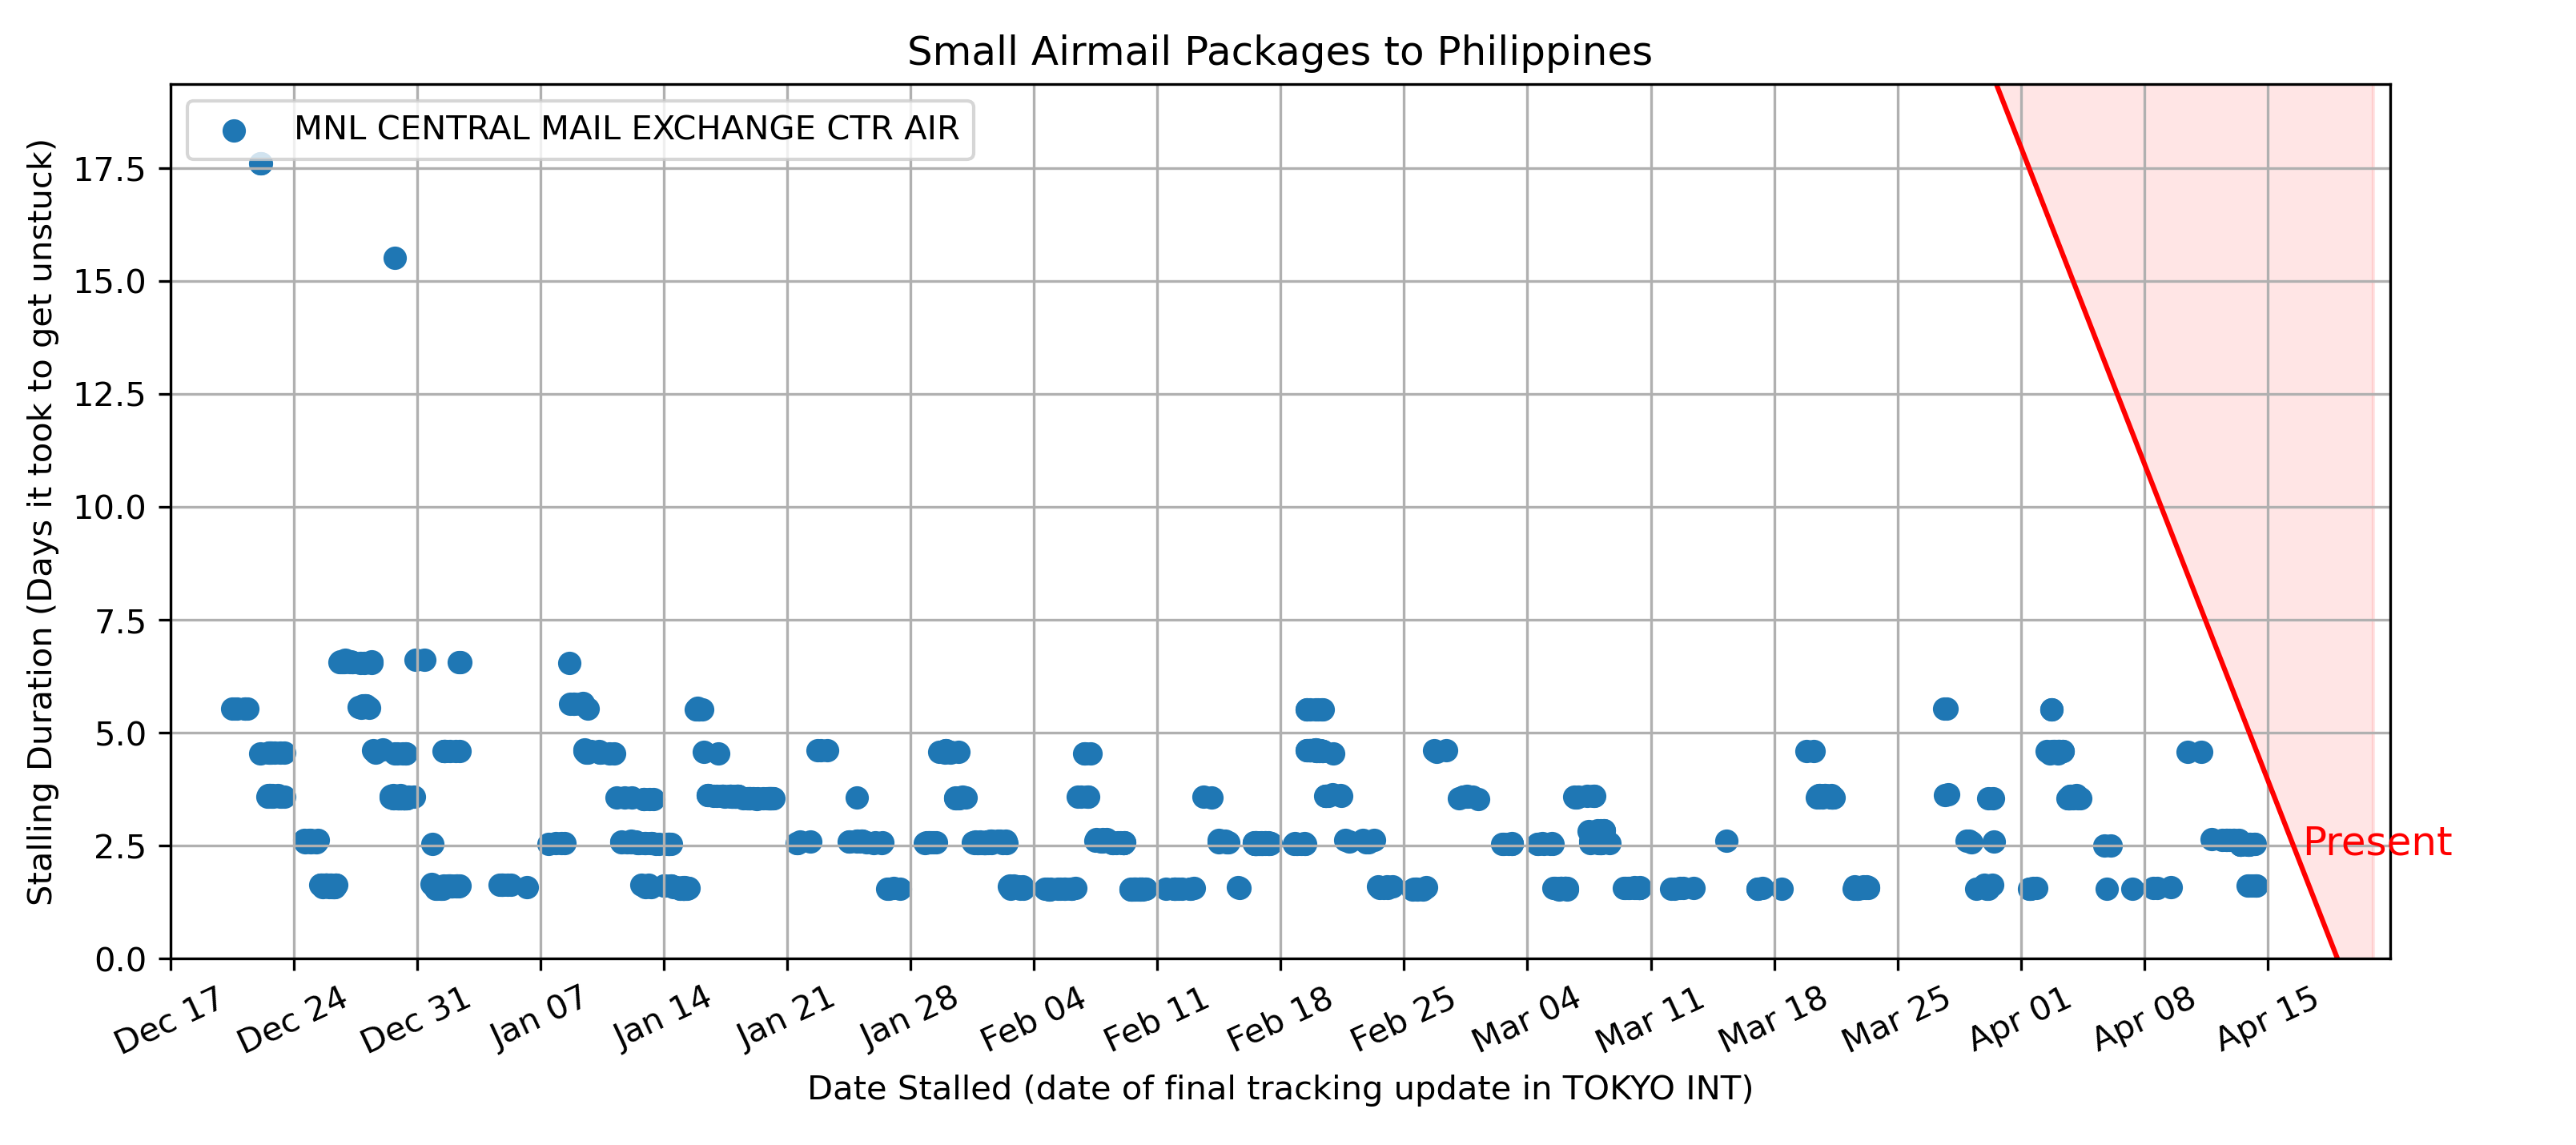 Small Airmail Packages to Philippines
MNL CENTRAL MAIL EXCHANGE CTR AIR
Stalling Duration (Days it took to get unstuck)
17.5
15.0
12.5
10.0
7.5
5.0
2.5
0.0
Present
Dec 17
Dec 24
Dec 31
Jan 07
Jan 14
Jan 21
Jan 28
Feb 04
Feb 11
Feb 18
Feb 25
Mar 04
Mar 11
Mar 18
Mar 25
Apr 01
Apr 08
Apr 15
Date Stalled (date of final tracking update in TOKYO INT)